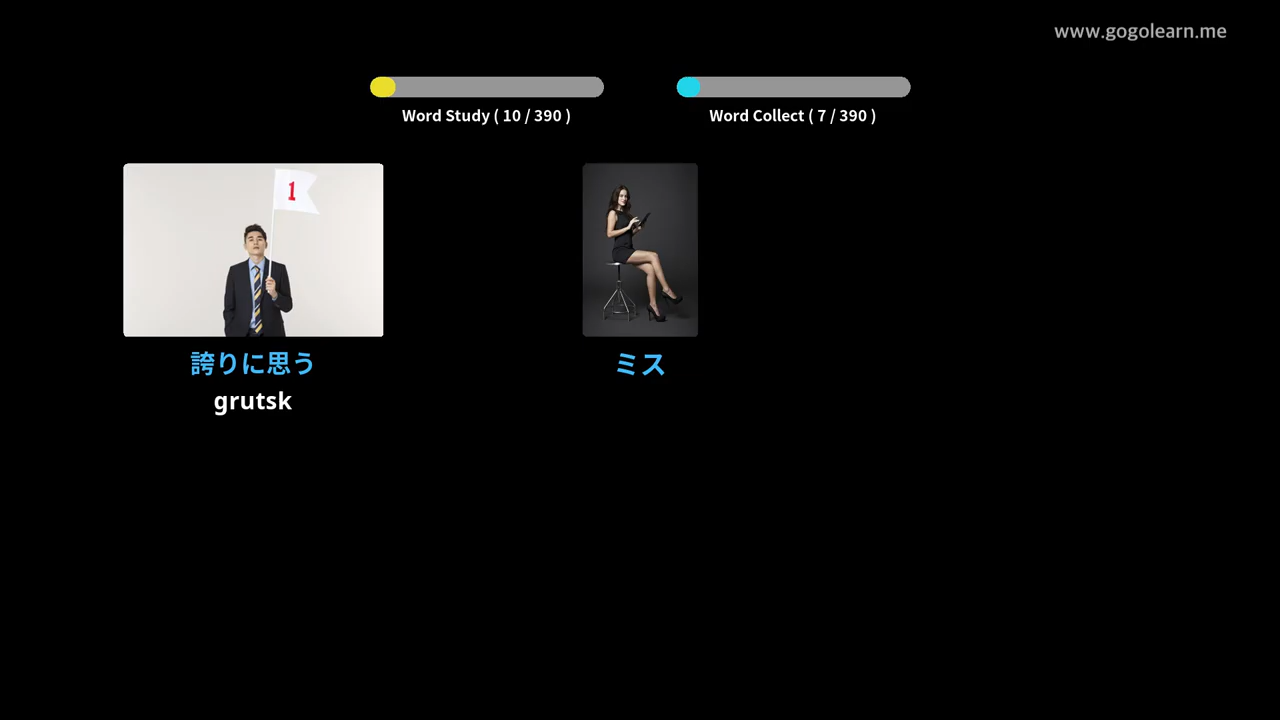 www.gogolearn.me
Word Study ( 10 / 390 )
Word Collect ( 7 / 390 )
1
誇りに思う
grutsk
ミス